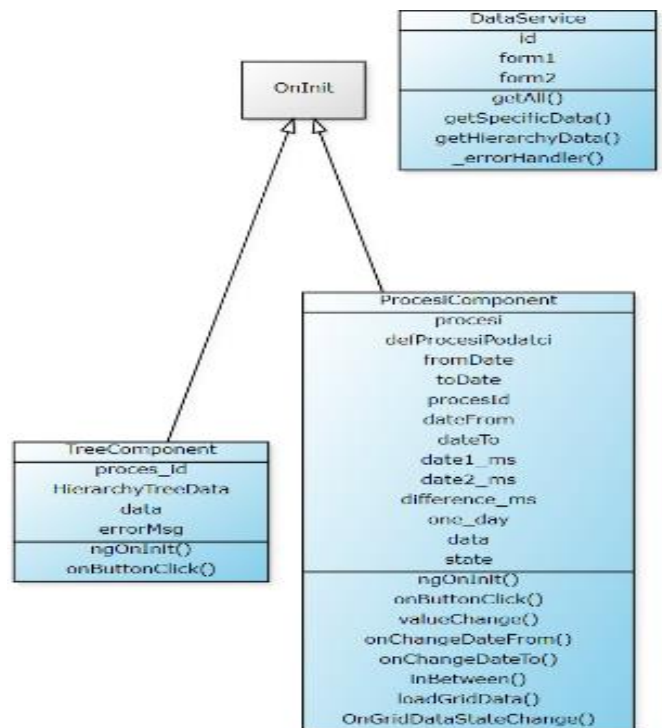 DataService
id
form1
form2
getAll()
getSpecificData()
getHierarchyData()
_errorHandler()
OnInit
ProcesiComponent
procesi
defProcesiPodatci
fromDate
toDate
procesId
dateFrom
dateTo
date1_ms
date2_ms
difference_ms
one_day
data
state
ngOnInit()
onButtonClick()
valueChange()
onChangeDateFrom()
onChangeDateTo()
inBetween()
loadGridData()
OnGridDataStateChange()
TreeComponent
proces_id
HierarchyTreeData
data
errorMsg
ngOnInit()
onButtonClick()